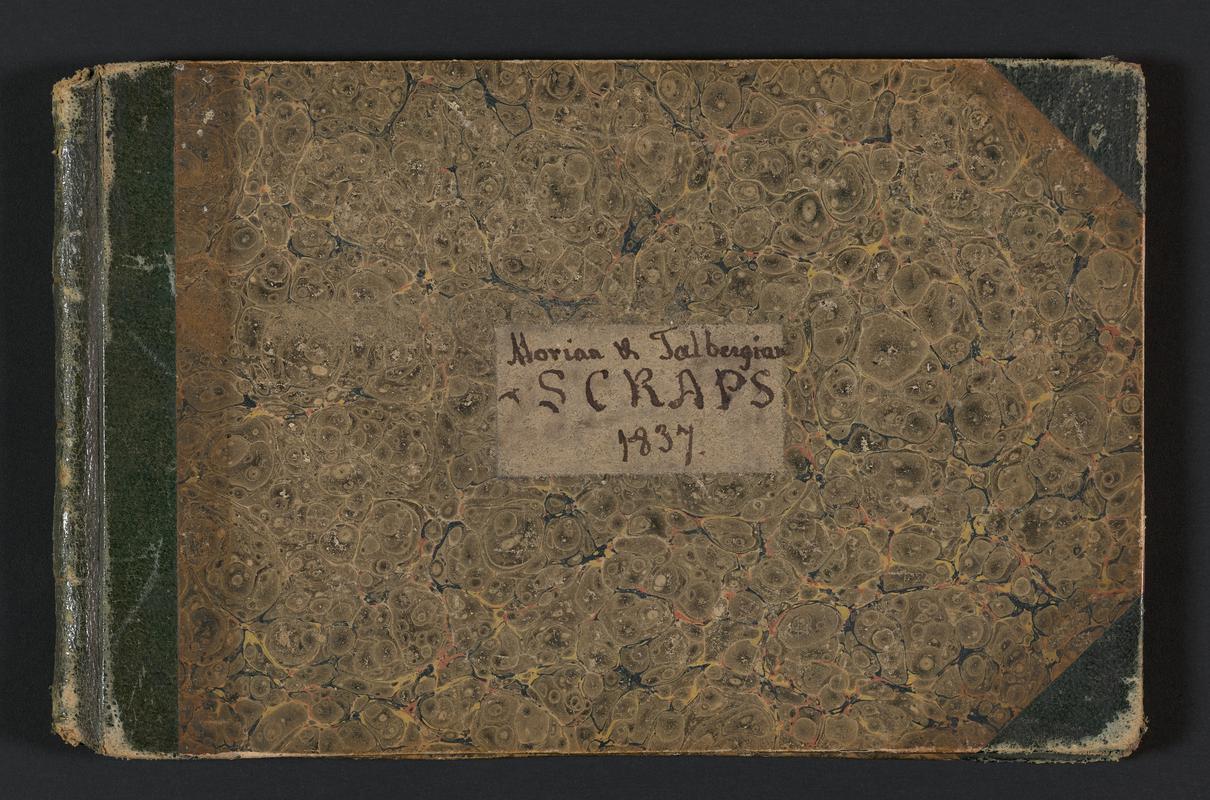 Morian & Talbergian
SCRAPS
1837.